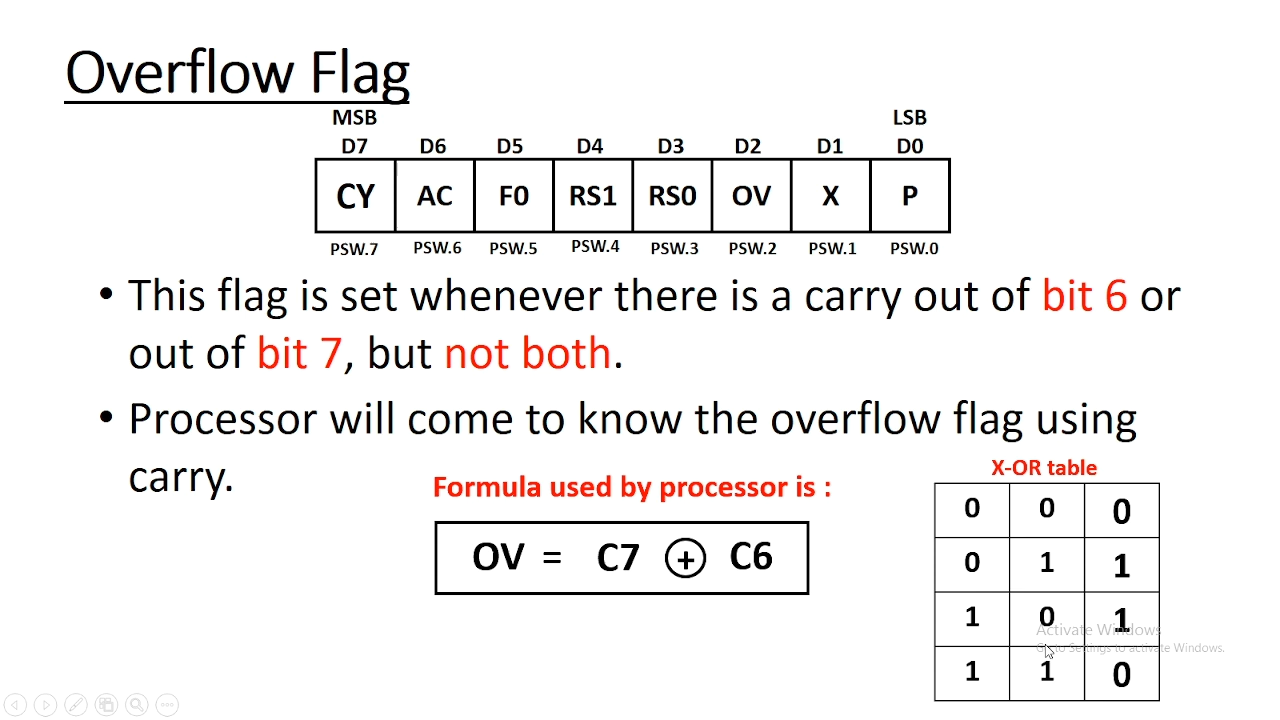 Overflow Flag
MSB LSB
D7 D6 D5 D4 D3 D2 D1 D0
CY AC F0 RS1 RS0 OV X P
PSW.7 PSW.6 PSW.5 PSW.4 PSW.3 PSW.2 PSW.1 PSW.0
• This flag is set whenever there is a carry out of bit 6 or
out of bit 7, but not both.
• Processor will come to know the overflow flag using
carry.
Formula used by processor is :
OV = C7 ⊕ C6
X-OR table
0 0 0
0 1 1
1 0 1
1 1 0
Activate Windows
Go to Settings to activate Windows.